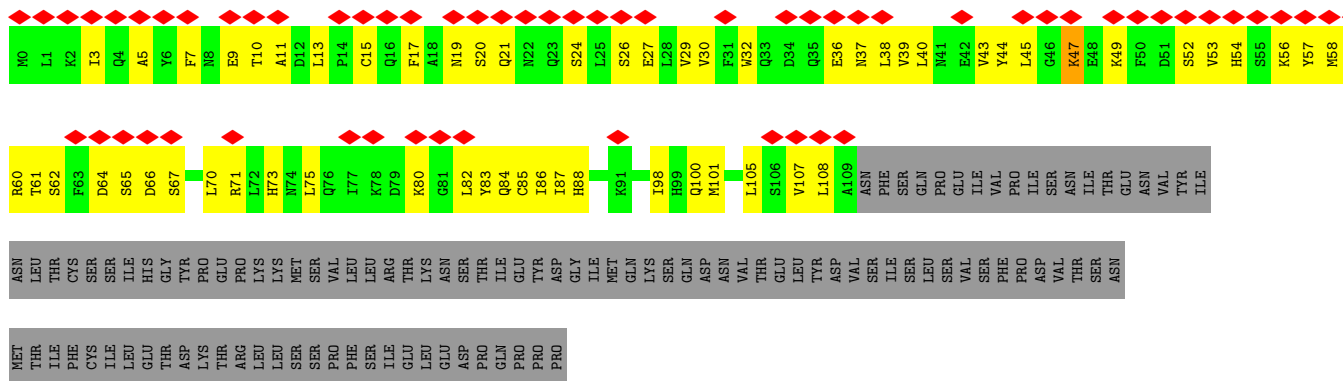 M0 L1 K2 I3 Q4 A5 Y6 F7 N8 E9 T10 A11 D12 L13 P14 C15 Q16 F17 A18 N19 S20 Q21 N22 Q23 S24 L25 S26 E27 L28 V29 V30 F31 W32 Q33 D34 Q35 E36 N37 L38 V39 L40 N41 E42 V43 Y44 L45 G46 K47 E48 K49 F50 D51 S52 V53 H54 S55 K56 Y57 M58
R60 T61 S62 F63 D64 S65 D66 S67 L70 R71 L72 H73 N74 L75 Q76 I77 K78 D79 K80 G81 L82 Y83 Q84 C85 I86 I87 H88 K91 I98 H99 Q100 M101 L105 S106 V107 L108 A109 ASN PHE SER GLN PRO GLU ILE VAL PRO ILE SER ASN ILE THR GLU ASN VAL TYR ILE
ASN LEU THR CYS SER SER ILE HIS GLY TYR PRO GLU PRO LYS LYS MET SER VAL LEU LEU ARG THR LYS ASN SER THR ILE GLU TYR ASP GLY ILE MET GLN LYS SER GLN ASP ASN VAL THR GLU LEU TYR ASP VAL SER ILE SER LEU SER VAL SER PHE PRO ASP VAL THR SER ASN
MET THR ILE PHE CYS ILE LEU GLU THR ASP LYS THR ARG LEU LEU SER SER PRO PHE SER ILE GLU LEU GLU ASP PRO GLN PRO PRO PRO